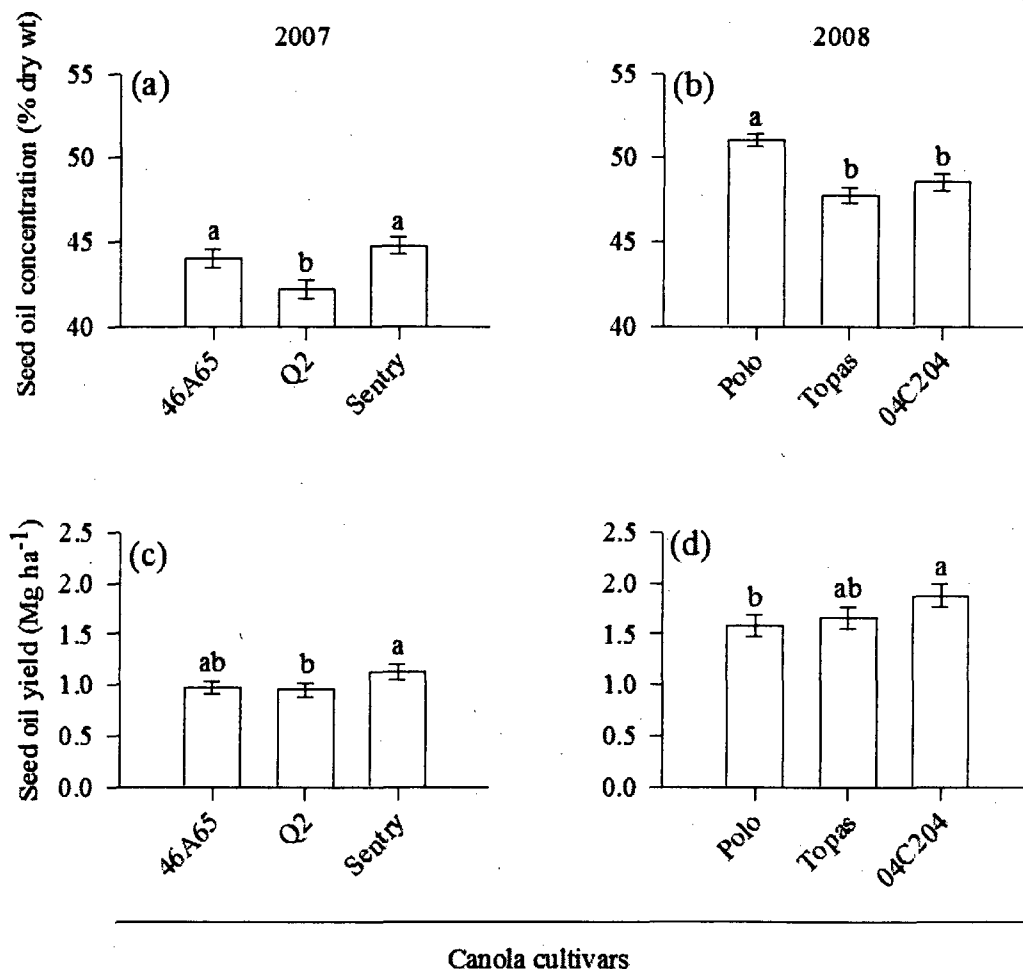 2007
2008
Seed oil concentration (% dry wt)
(a)
55
50
45
40
a
b
a
46A65
Q2
Sentry
(b)
55
50
45
40
a
b
b
Polo
Topas
04C204
Seed oil yield (Mg ha⁻¹)
(c)
2.5
2.0
1.5
1.0
0.5
0.0
ab
b
a
46A65
Q2
Sentry
(d)
2.5
2.0
1.5
1.0
0.5
0.0
b
ab
a
Polo
Topas
04C204
Canola cultivars